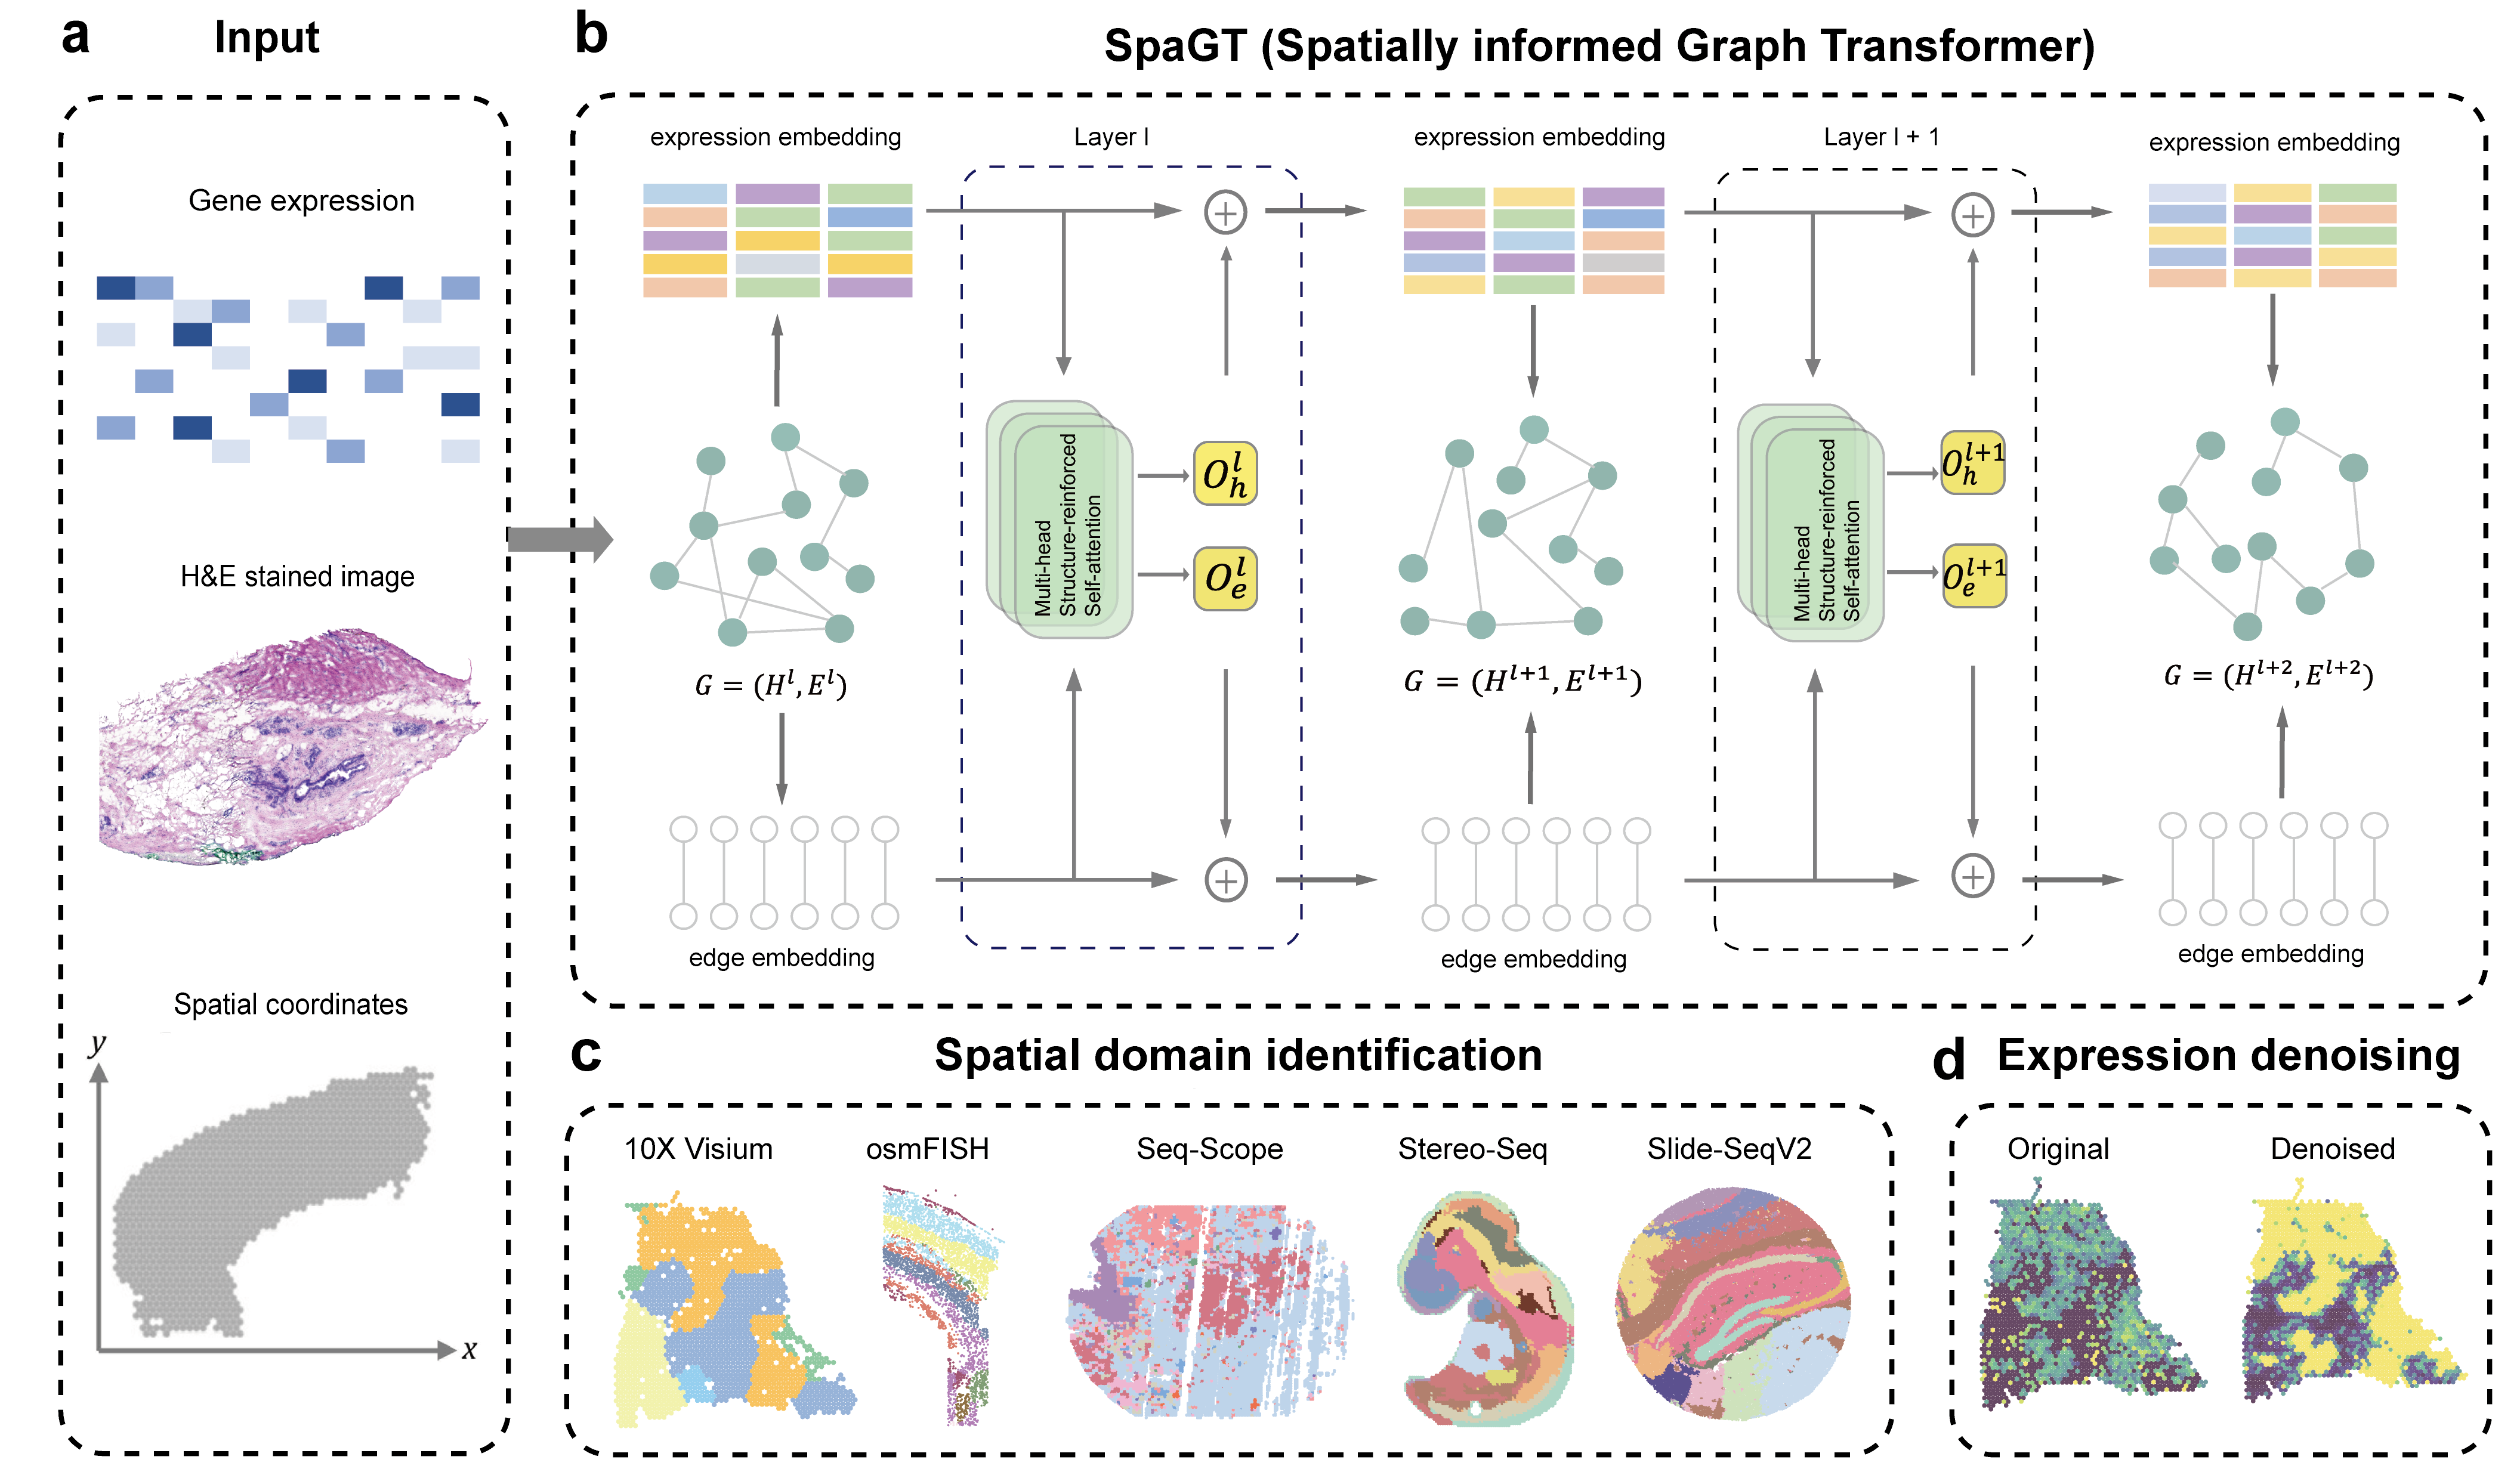 a
Input
Gene expression
H&E stained image
Spatial coordinates
y
x
b
SpaGT (Spatially informed Graph Transformer)
expression embedding
Layer l
expression embedding
Layer l + 1
expression embedding
Multi-head
Structure-reinforced
Self-attention
O_h^l
O_e^l
Multi-head
Structure-reinforced
Self-attention
O_h^{l+1}
O_e^{l+1}
G = (H^l, E^l)
G = (H^{l+1}, E^{l+1})
G = (H^{l+2}, E^{l+2})
edge embedding
edge embedding
edge embedding
c
Spatial domain identification
10X Visium
osmFISH
Seq-Scope
Stereo-Seq
Slide-SeqV2
d
Expression denoising
Original
Denoised